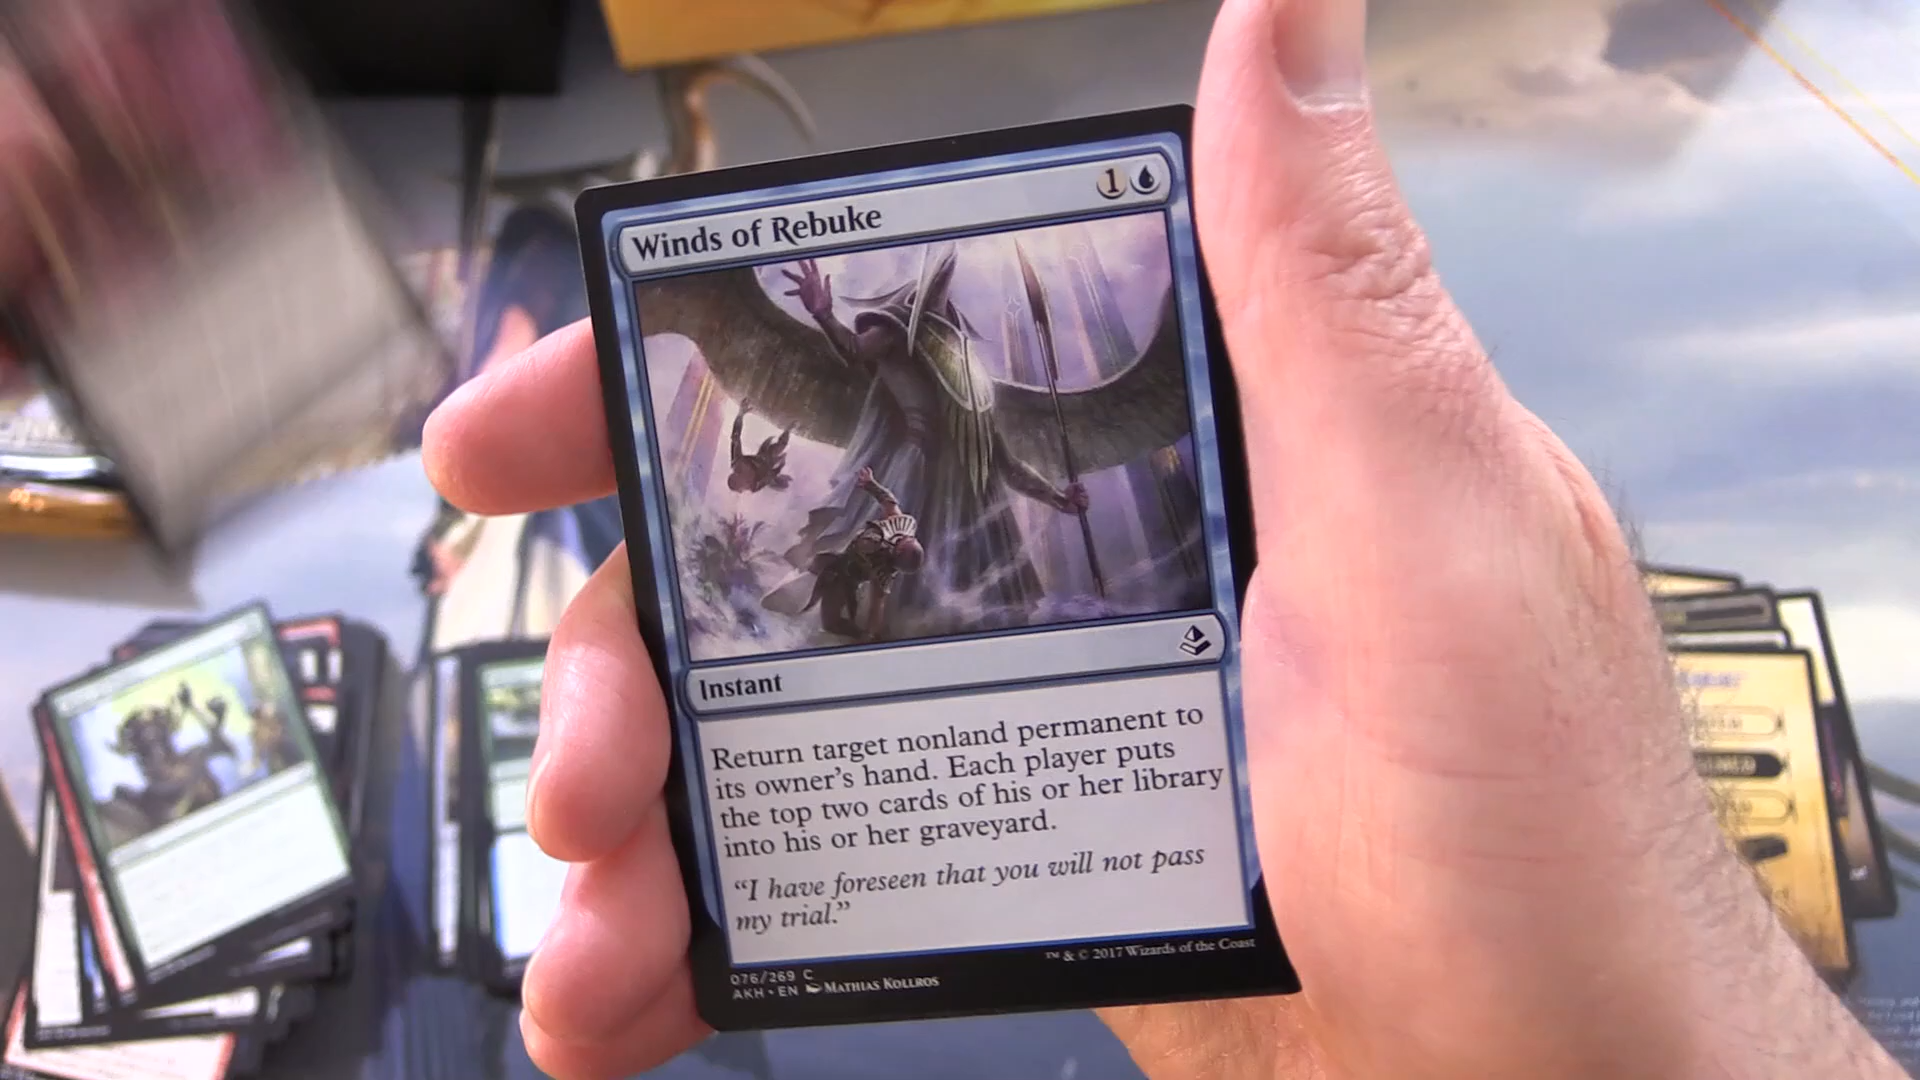 Winds of Rebuke
1
Instant
Return target nonland permanent to
its owner's hand. Each player puts
the top two cards of his or her library
into his or her graveyard.
“I have foreseen that you will not pass
my trial.”
076/269 C
™ & © 2017 Wizards of the Coast
AKH • EN Mathias Kollros